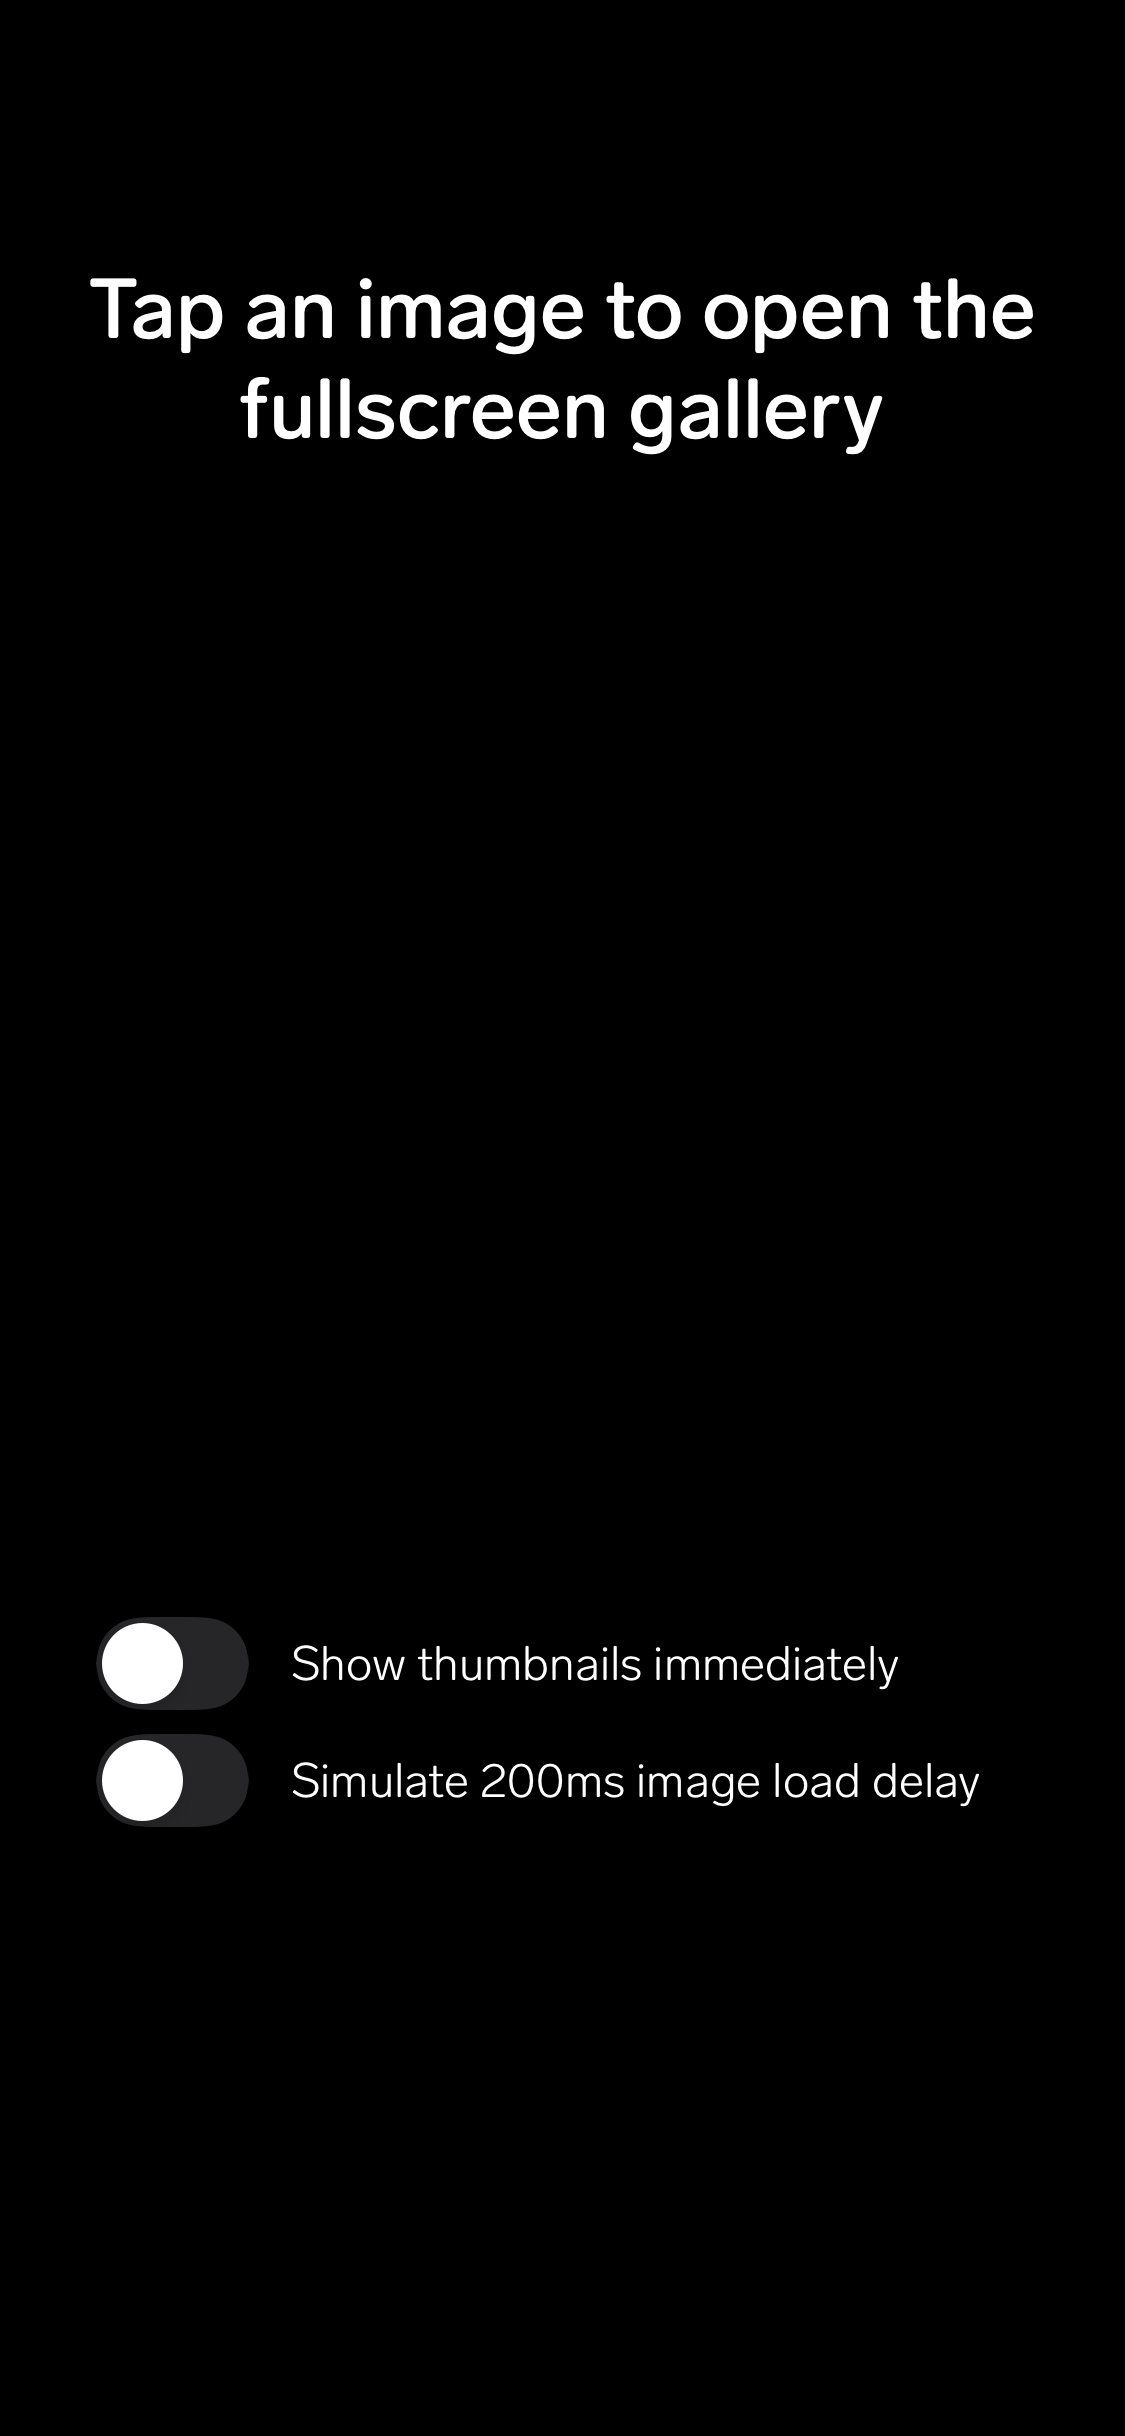 Tap an image to open the
fullscreen gallery
Show thumbnails immediately
Simulate 200ms image load delay